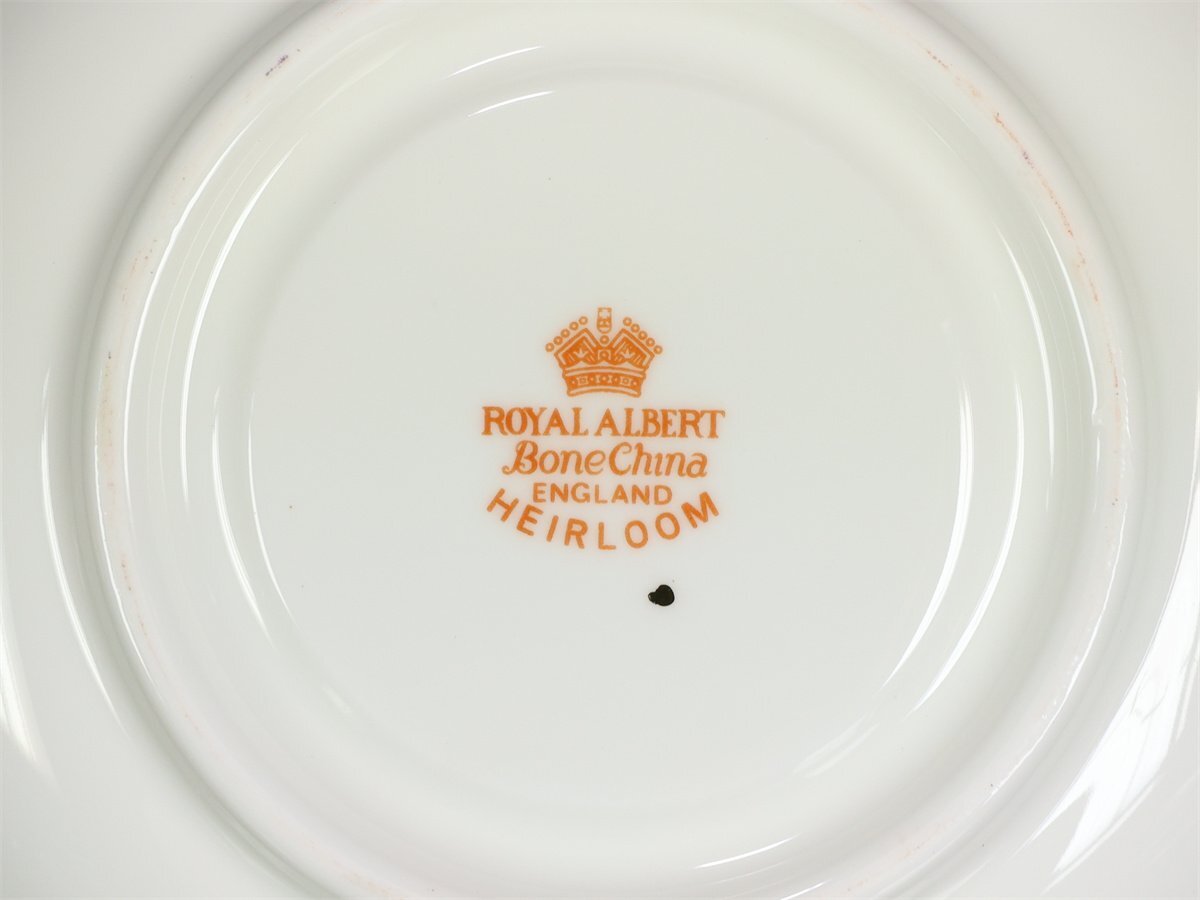 ROYAL ALBERT
Bone China
ENGLAND
HEIRLOOM